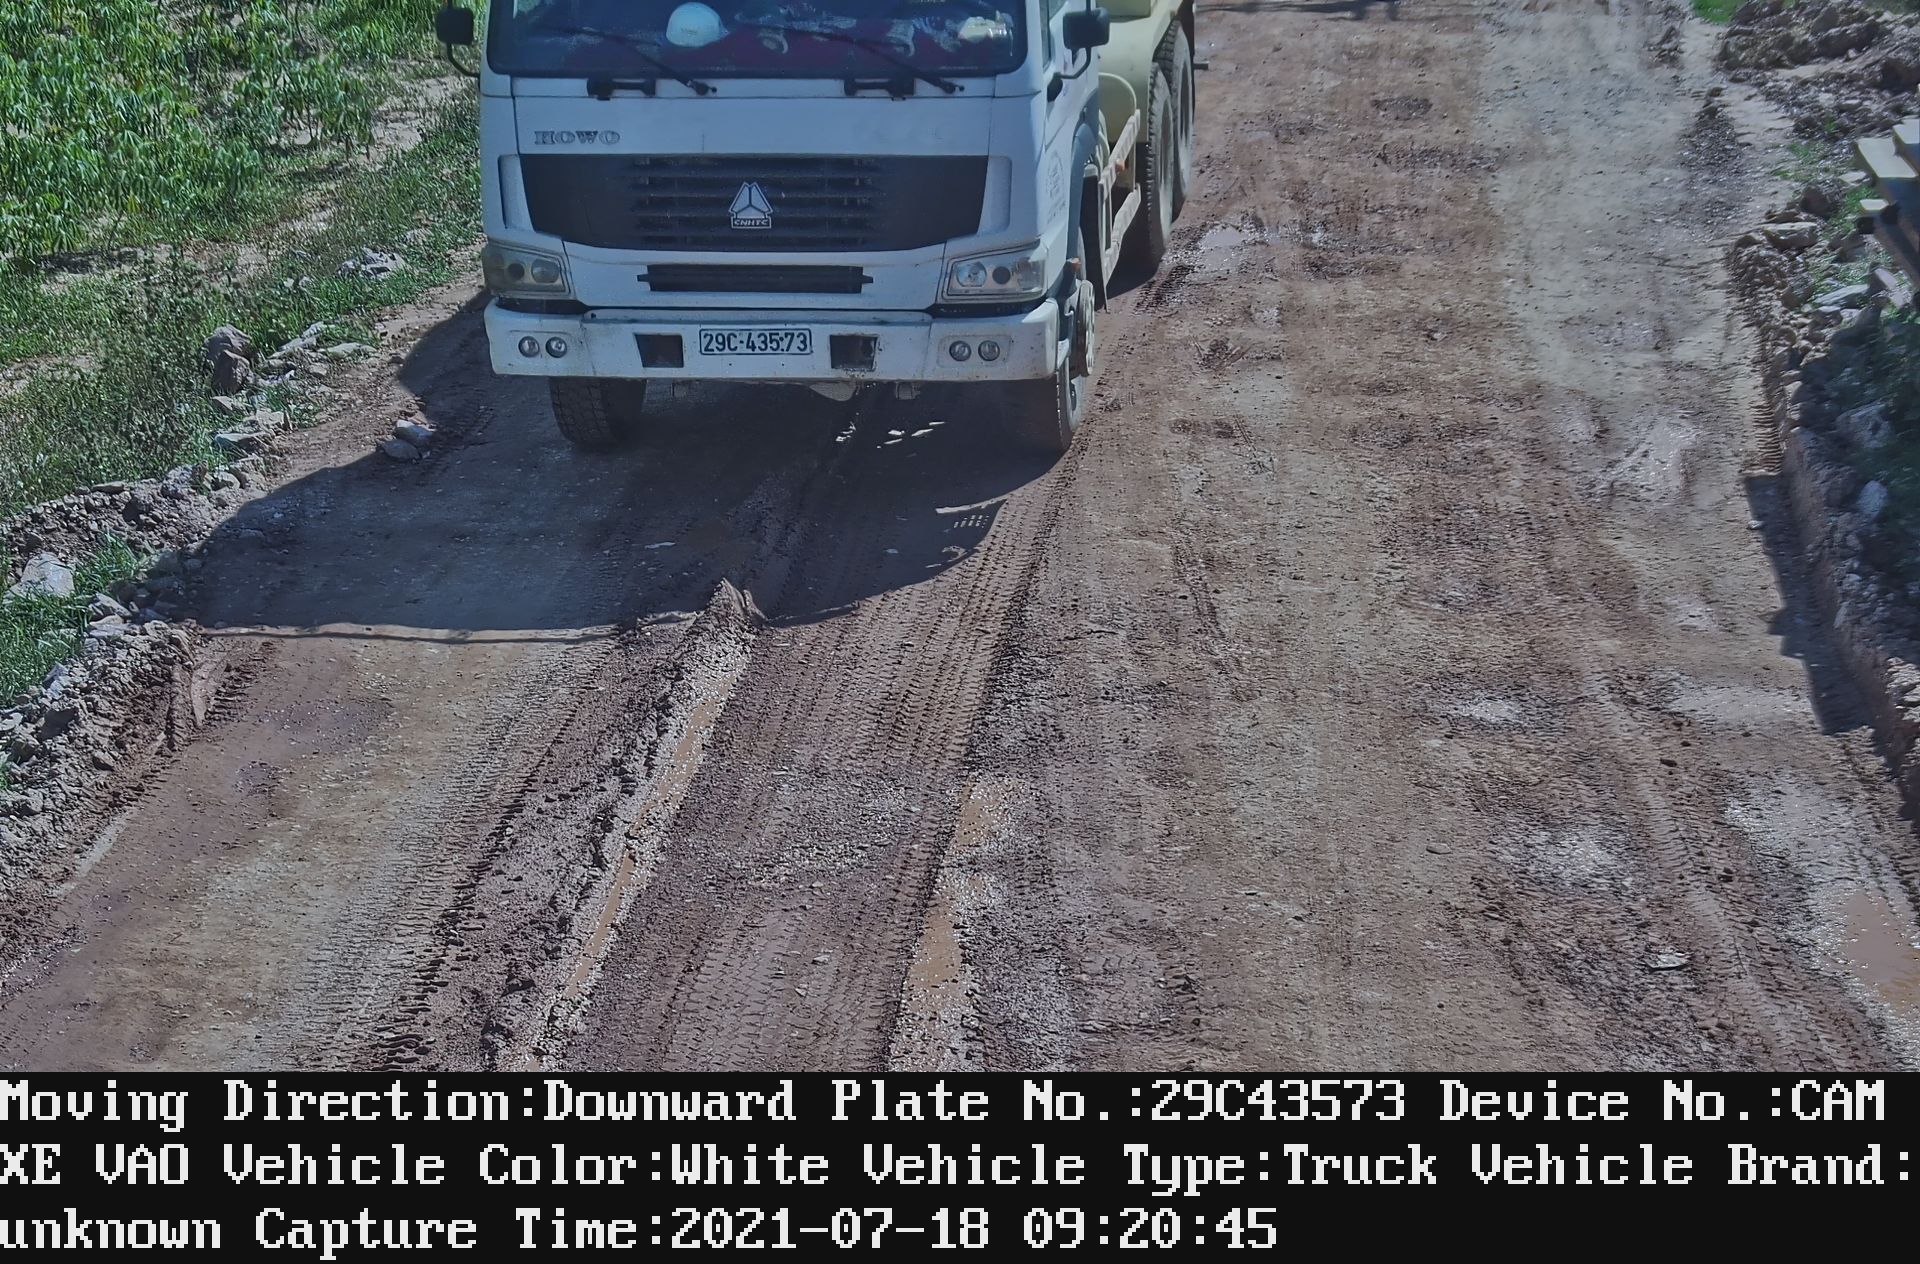 HOWO
CNHTC
29C-435.73
Moving Direction:Downward Plate No.:29C43573 Device No.:CAM
XE VAO Vehicle Color:White Vehicle Type:Truck Vehicle Brand:
unknown Capture Time:2021-07-18 09:20:45